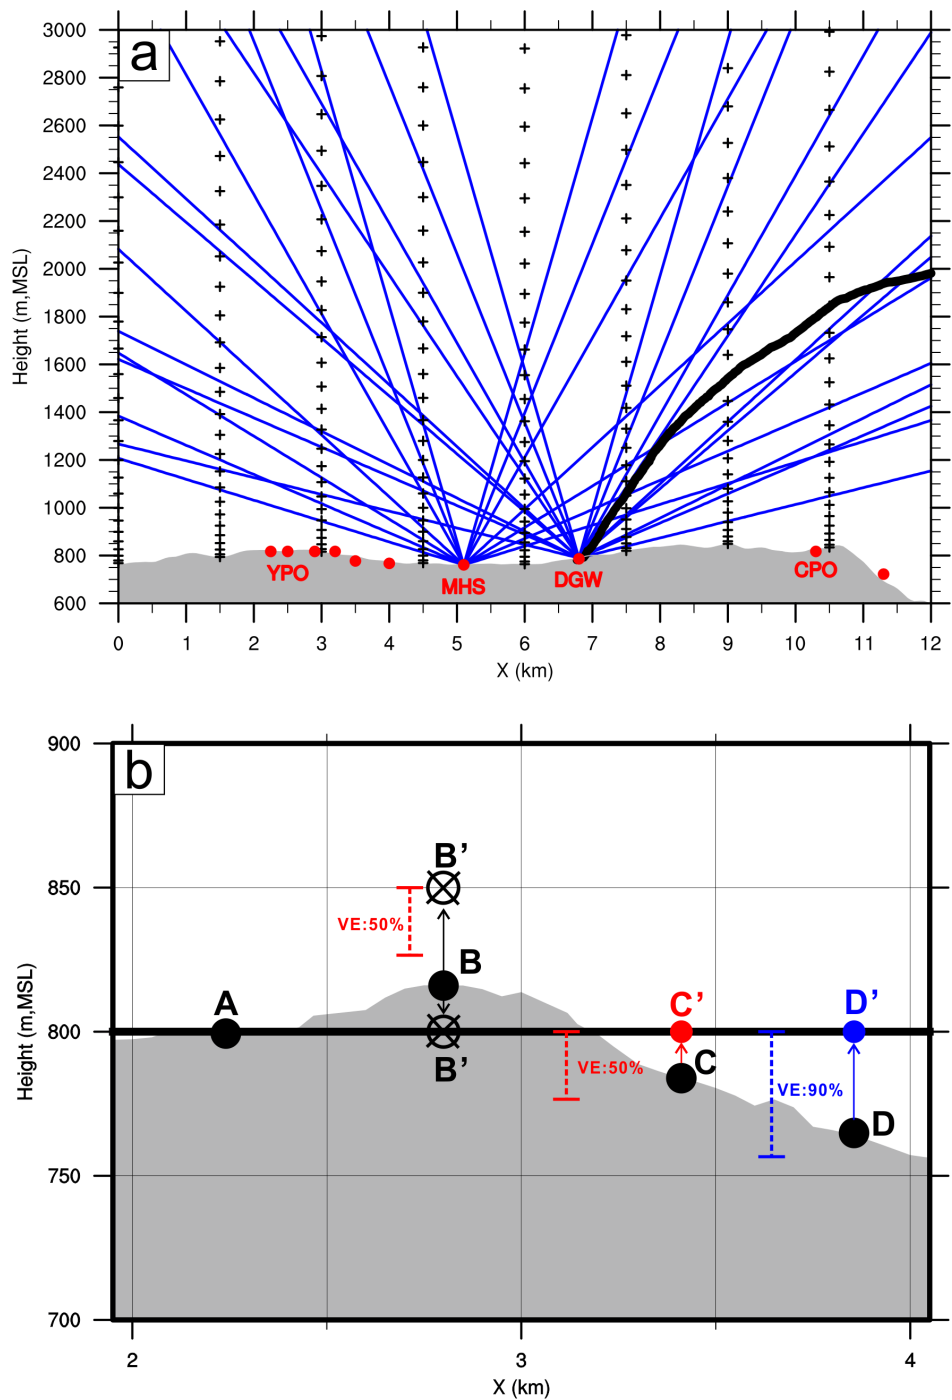 a
3000
2800
2600
2400
2200
2000
1800
1600
1400
1200
1000
800
600
Height (m,MSL)
YPO
MHS
DGW
CPO
0 1 2 3 4 5 6 7 8 9 10 11 12
X (km)
b
900
850
800
750
700
Height (m,MSL)
B’
VE:50%
B
A
B’
C’
D’
VE:50%
C
VE:90%
D
2 3 4
X (km)